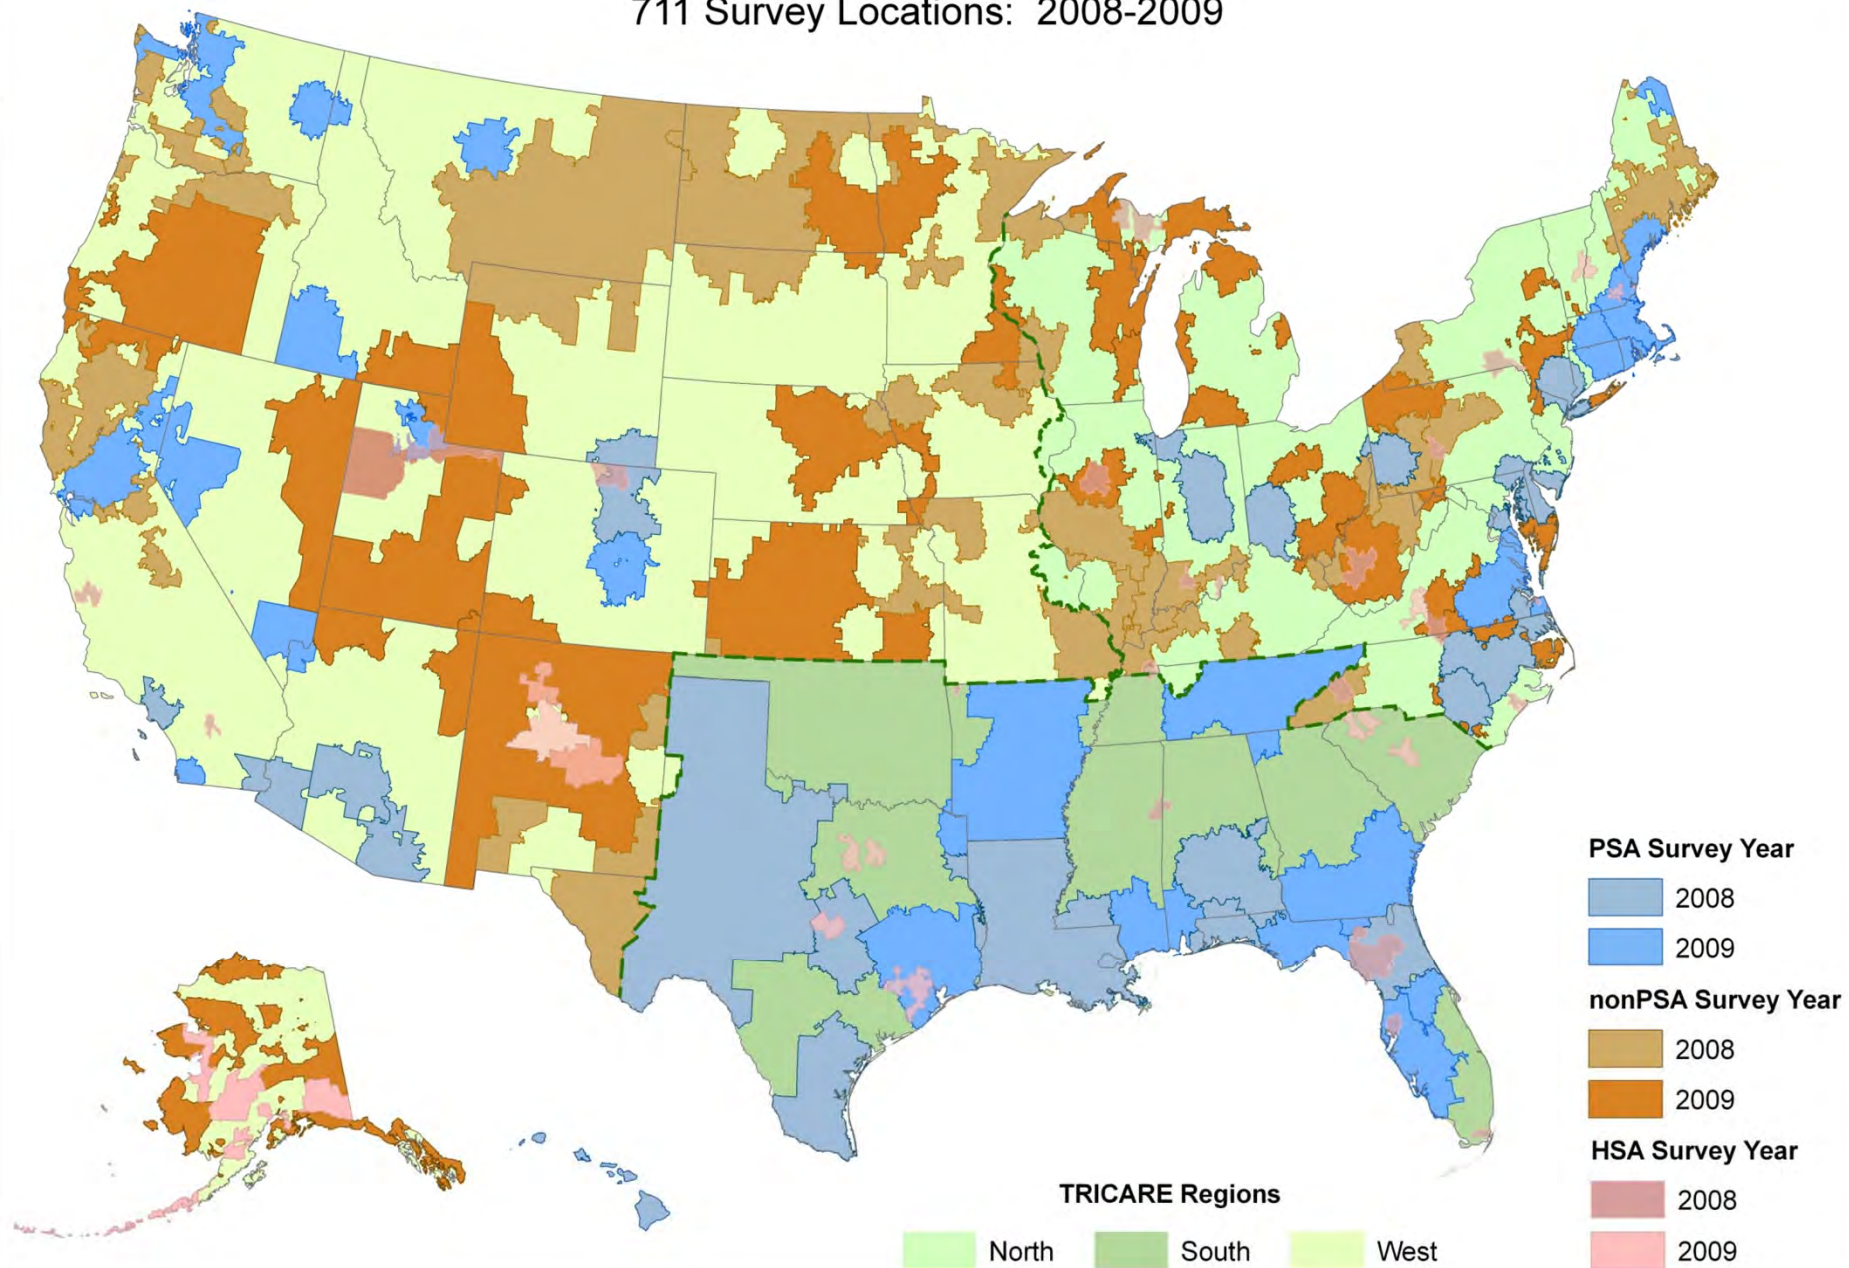 711 Survey Locations: 2008-2009
PSA Survey Year
2008
2009
nonPSA Survey Year
2008
2009
HSA Survey Year
2008
2009
TRICARE Regions
North
South
West